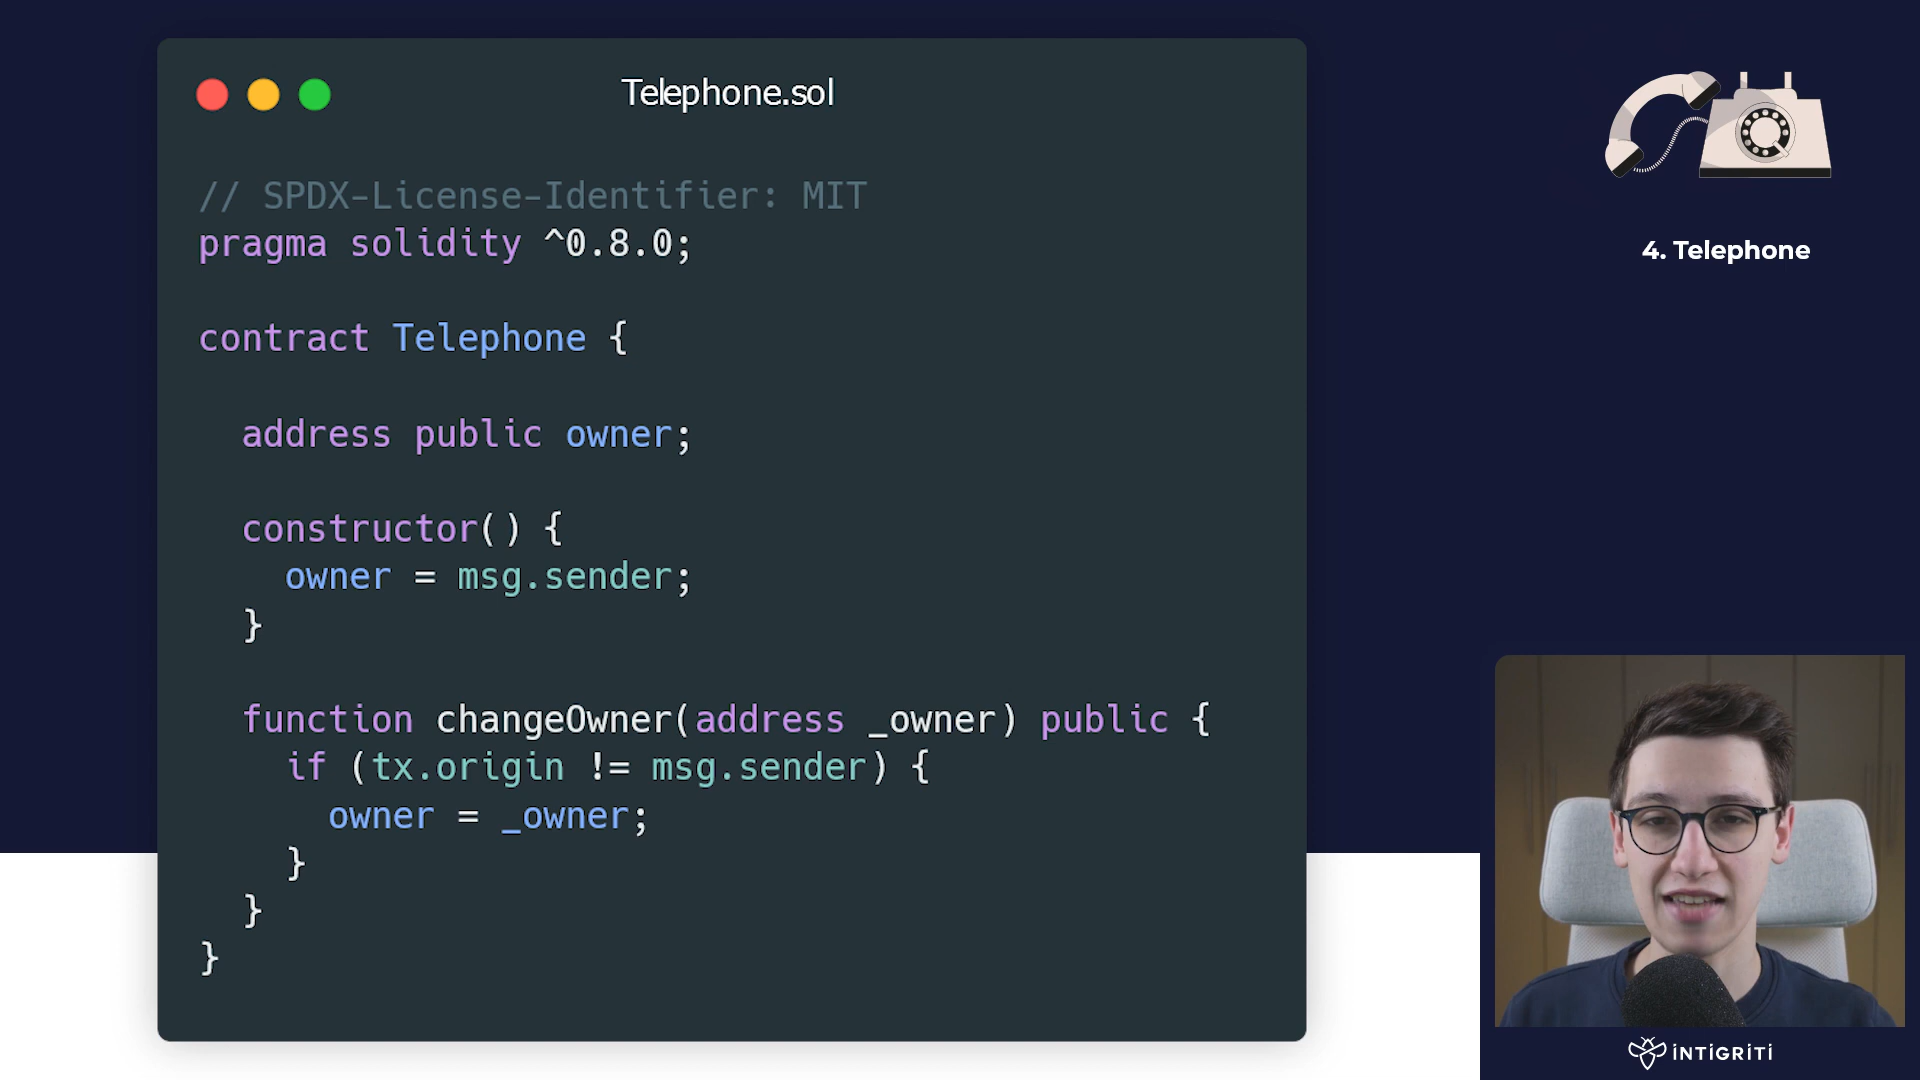 Telephone.sol
// SPDX-License-Identifier: MIT
pragma solidity ^0.8.0;
contract Telephone {
address public owner;
constructor() {
owner = msg.sender;
}
function changeOwner(address _owner) public {
if (tx.origin != msg.sender) {
owner = _owner;
}
}
}
4. Telephone
INTIGRITI